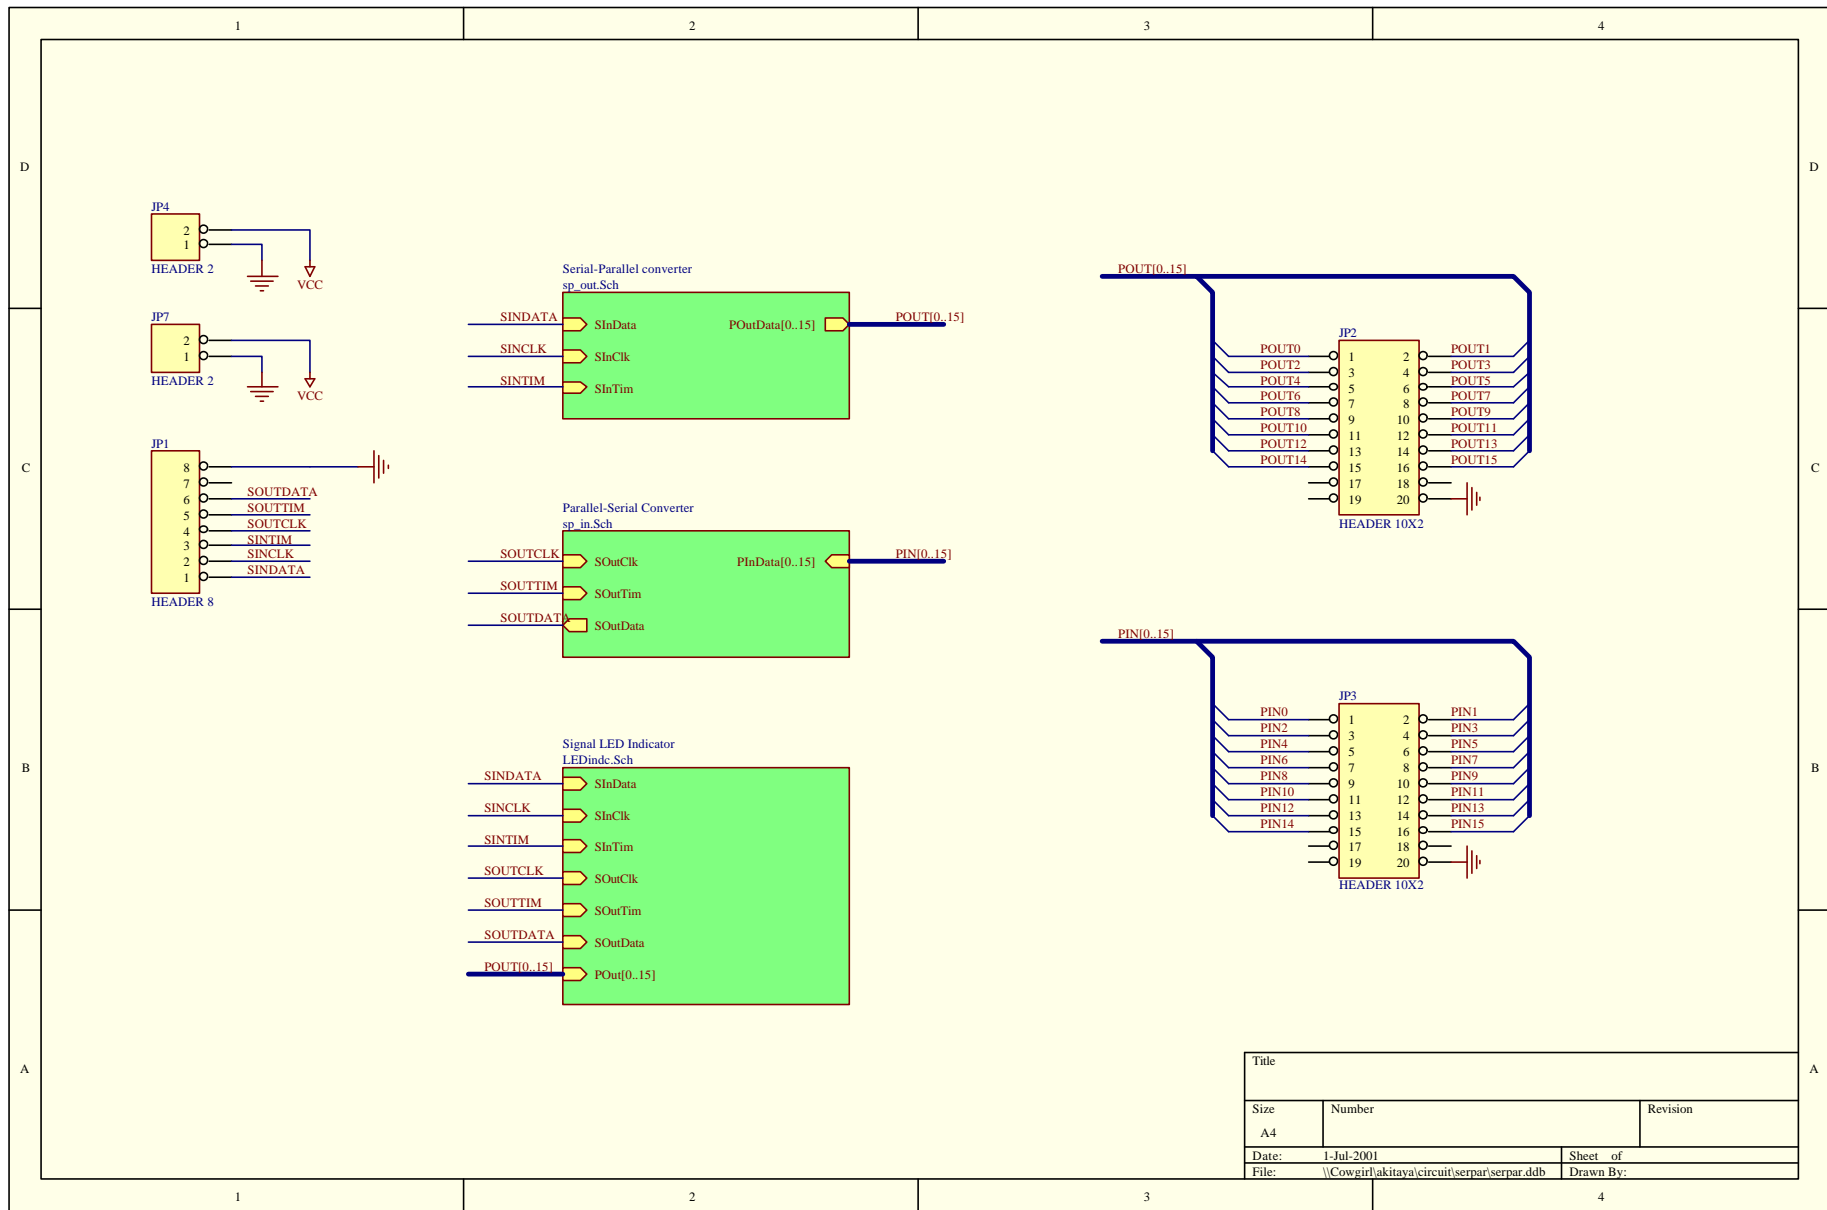 1 2 3 4
D D
JP4
2
1
HEADER 2
VCC
JP7
2
1
HEADER 2
VCC
C C
JP1
8
7
6 SOUTDATA
5 SOUTTIM
4 SOUTCLK
3 SINTIM
2 SINCLK
1 SINDATA
HEADER 8
Serial-Parallel converter
sp_out.Sch
SINDATA SInData POutData[0..15] POUT[0..15]
SINCLK SInClk
SINTIM SInTim
Parallel-Serial Converter
sp_in.Sch
SOUTCLK SOutClk PInData[0..15] PIN[0..15]
SOUTTIM SOutTim
SOUTDATA SOutData
Signal LED Indicator
LEDindc.Sch
SINDATA SInData
SINCLK SInClk
SINTIM SInTim
SOUTCLK SOutClk
SOUTTIM SOutTim
SOUTDATA SOutData
POUT[0..15] POut[0..15]
POUT[0..15]
JP2
POUT0 1 2 POUT1
POUT2 3 4 POUT3
POUT4 5 6 POUT5
POUT6 7 8 POUT7
POUT8 9 10 POUT9
POUT10 11 12 POUT11
POUT12 13 14 POUT13
POUT14 15 16 POUT15
17 18
19 20
HEADER 10X2
PIN[0..15]
JP3
PIN0 1 2 PIN1
PIN2 3 4 PIN3
PIN4 5 6 PIN5
PIN6 7 8 PIN7
PIN8 9 10 PIN9
PIN10 11 12 PIN11
PIN12 13 14 PIN13
PIN14 15 16 PIN15
17 18
19 20
HEADER 10X2
B B
A A
Title
Size Number Revision
A4
Date: 1-Jul-2001 Sheet of
File: \\Cowgirl\akitaya\circuit\serpar\serpar.ddb Drawn By:
1 2 3 4